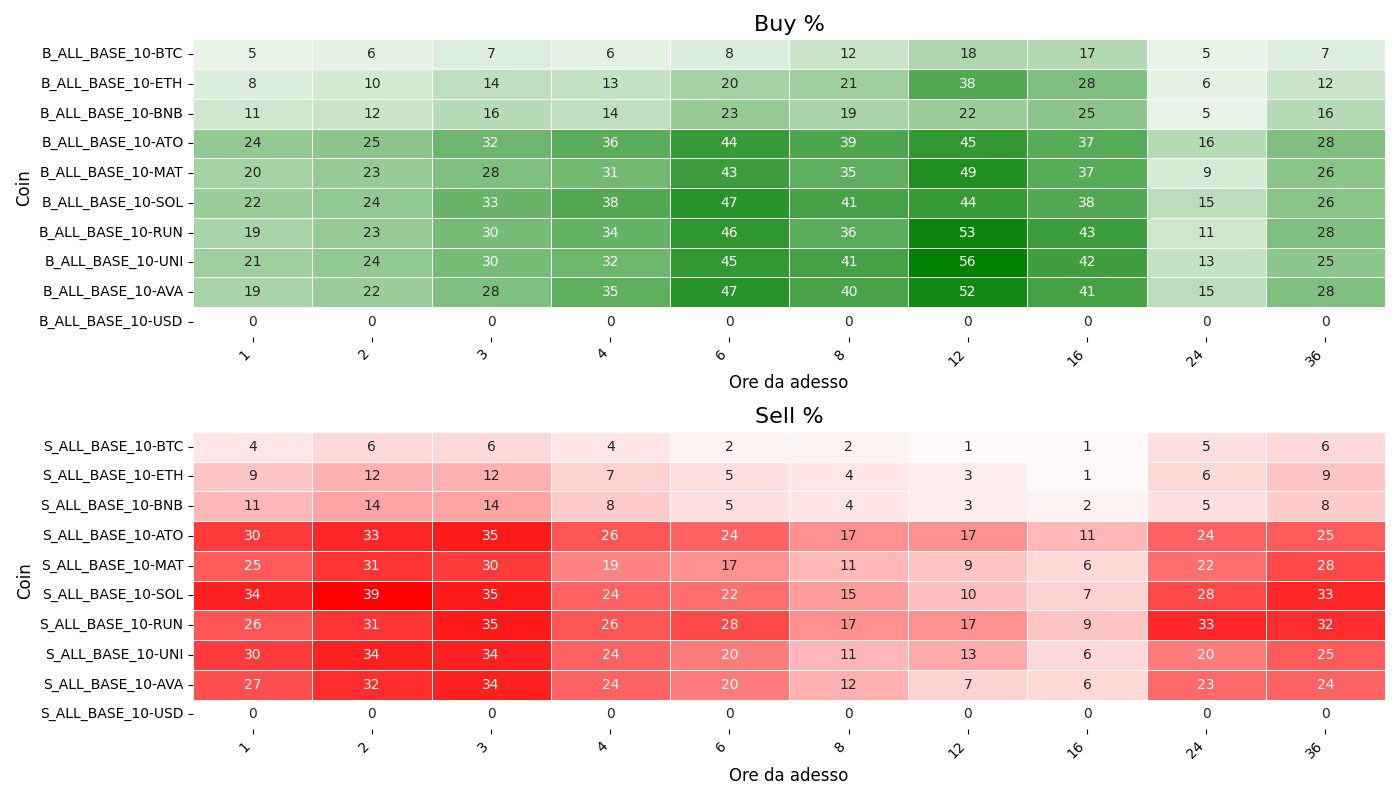 Buy %
Coin
B_ALL_BASE_10-BTC 5 6 7 6 8 12 18 17 5 7
B_ALL_BASE_10-ETH 8 10 14 13 20 21 38 28 6 12
B_ALL_BASE_10-BNB 11 12 16 14 23 19 22 25 5 16
B_ALL_BASE_10-ATO 24 25 32 36 44 39 45 37 16 28
B_ALL_BASE_10-MAT 20 23 28 31 43 35 49 37 9 26
B_ALL_BASE_10-SOL 22 24 33 38 47 41 44 38 15 26
B_ALL_BASE_10-RUN 19 23 30 34 46 36 53 43 11 28
B_ALL_BASE_10-UNI 21 24 30 32 45 41 56 42 13 25
B_ALL_BASE_10-AVA 19 22 28 35 47 40 52 41 15 28
B_ALL_BASE_10-USD 0 0 0 0 0 0 0 0 0 0
1 2 3 4 6 8 12 16 24 36
Ore da adesso
Sell %
Coin
S_ALL_BASE_10-BTC 4 6 6 4 2 2 1 1 5 6
S_ALL_BASE_10-ETH 9 12 12 7 5 4 3 1 6 9
S_ALL_BASE_10-BNB 11 14 14 8 5 4 3 2 5 8
S_ALL_BASE_10-ATO 30 33 35 26 24 17 17 11 24 25
S_ALL_BASE_10-MAT 25 31 30 19 17 11 9 6 22 28
S_ALL_BASE_10-SOL 34 39 35 24 22 15 10 7 28 33
S_ALL_BASE_10-RUN 26 31 35 26 28 17 17 9 33 32
S_ALL_BASE_10-UNI 30 34 34 24 20 11 13 6 20 25
S_ALL_BASE_10-AVA 27 32 34 24 20 12 7 6 23 24
S_ALL_BASE_10-USD 0 0 0 0 0 0 0 0 0 0
1 2 3 4 6 8 12 16 24 36
Ore da adesso